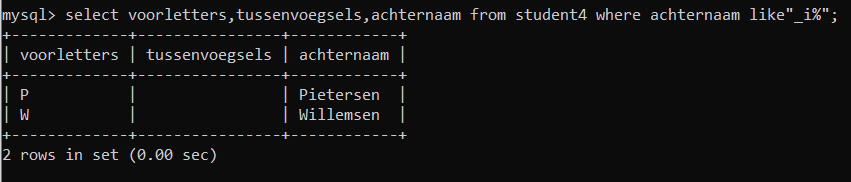 mysql> select voorletters,tussenvoegsels,achternaam from student4 where achternaam like"_i%";
+-------------+----------------+------------+
| voorletters | tussenvoegsels | achternaam |
+-------------+----------------+------------+
| P           |                | Pietersen  |
| W           |                | Willemsen  |
+-------------+----------------+------------+
2 rows in set (0.00 sec)